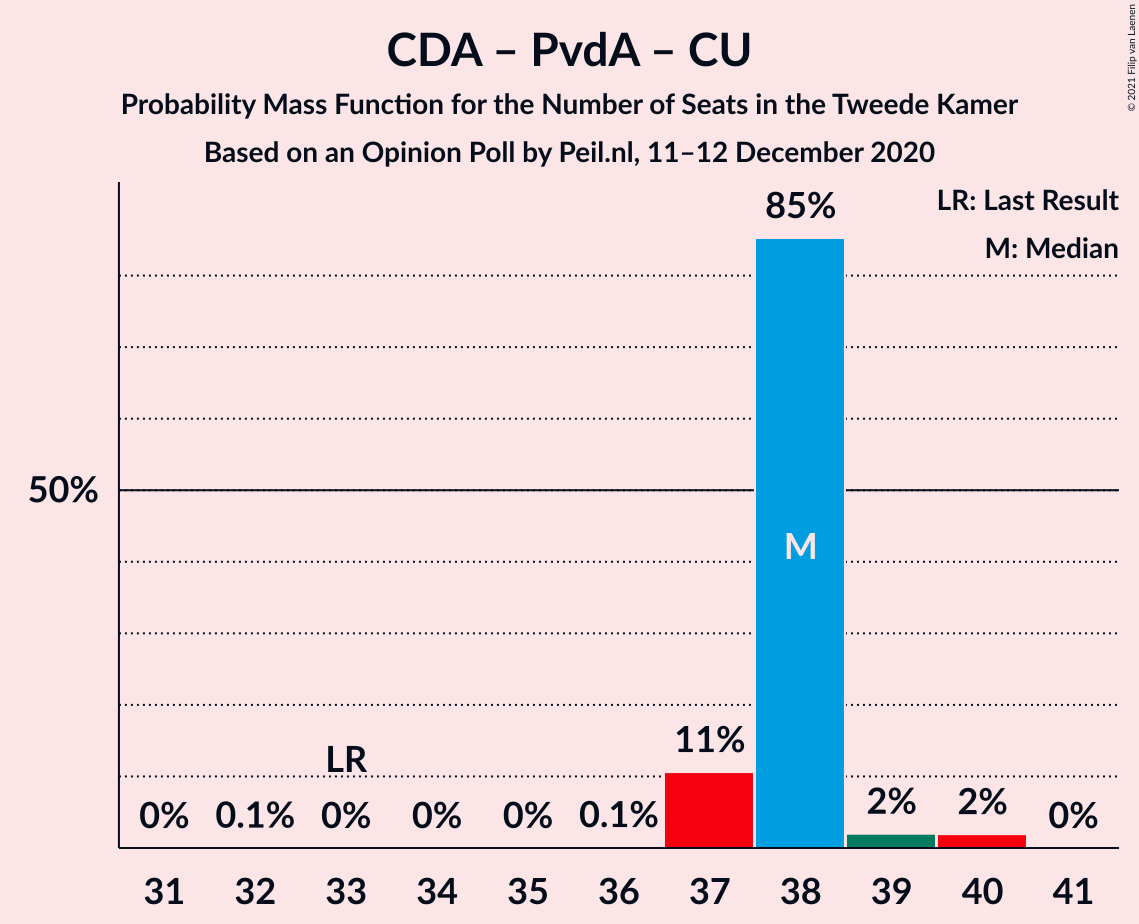 CDA – PvdA – CU
Probability Mass Function for the Number of Seats in the Tweede Kamer
Based on an Opinion Poll by Peil.nl, 11–12 December 2020
© 2021 Filip van Laenen
LR: Last Result
M: Median
85%
50%
M
11%
LR
0% 0.1% 0% 0% 0% 0.1% 2% 2% 0%
31 32 33 34 35 36 37 38 39 40 41